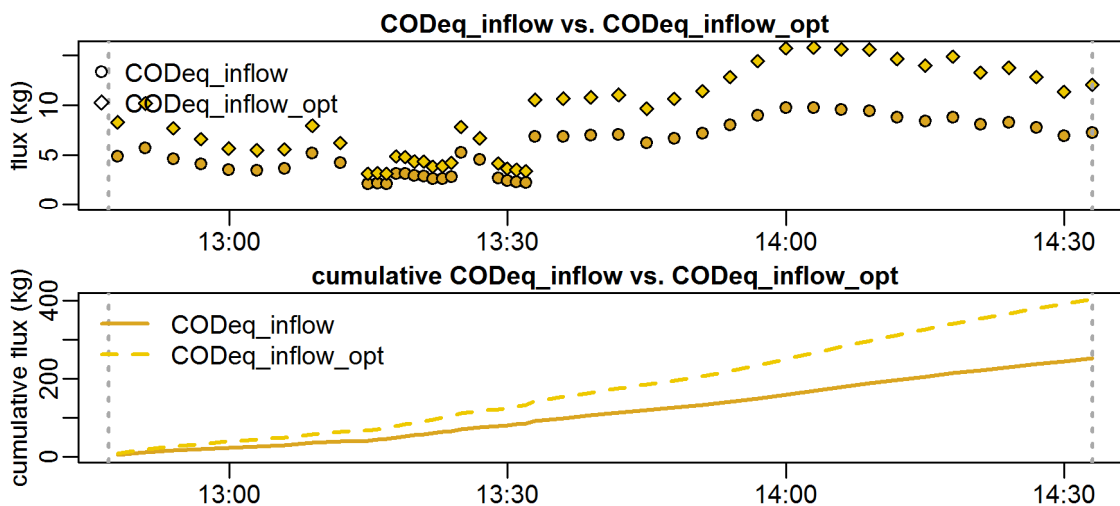 CODeq_inflow vs. CODeq_inflow_opt
flux (kg)
10
5
0
CODeq_inflow
CODeq_inflow_opt
13:00 13:30 14:00 14:30
cumulative CODeq_inflow vs. CODeq_inflow_opt
cumulative flux (kg)
400
200
0
CODeq_inflow
CODeq_inflow_opt
13:00 13:30 14:00 14:30